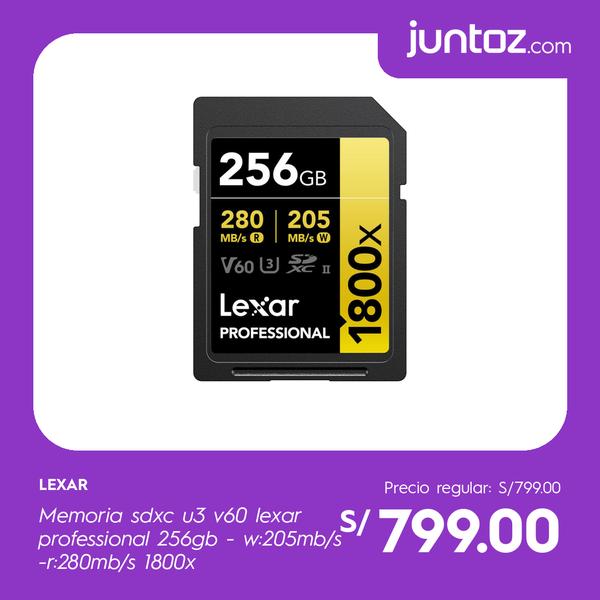 juntoz.com
256GB
280 205
MB/s R MB/s W
V60 U3 SD XC II
Lexar
PROFESSIONAL
1800x
LEXAR
Precio regular: S/799.00
Memoria sdxc u3 v60 lexar
professional 256gb - w:205mb/s
-r:280mb/s 1800x
S/ 799.00